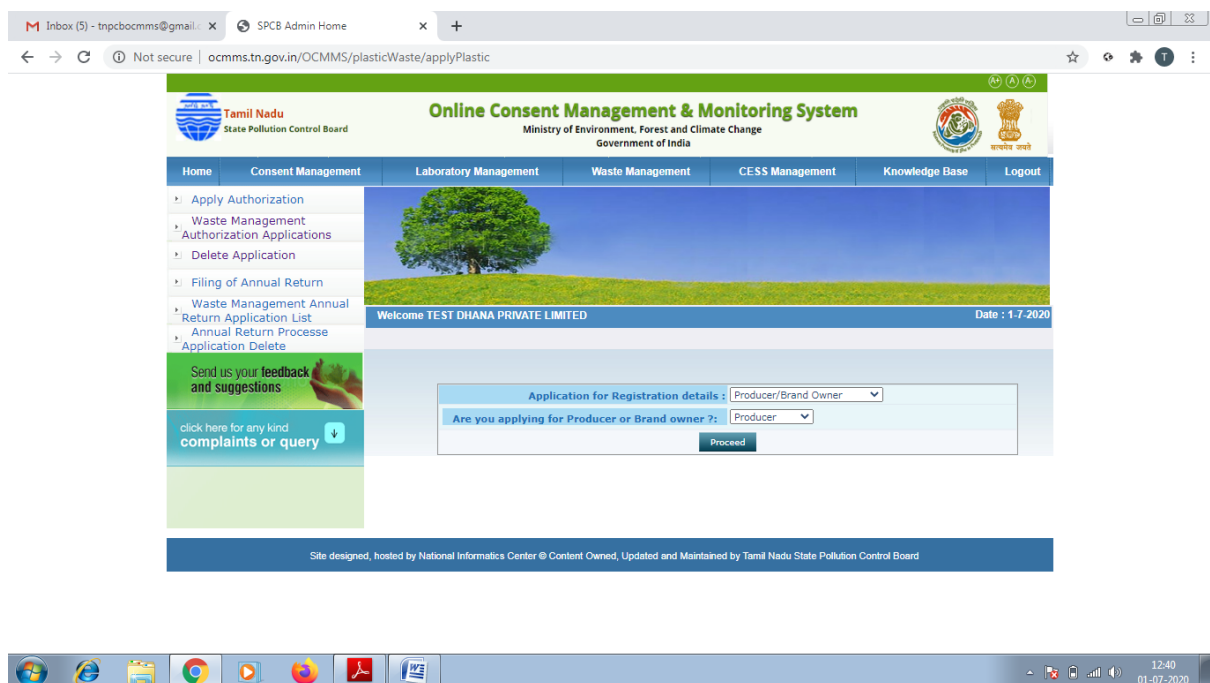 Inbox (5) - tnpcbocmms@gmail.c
SPCB Admin Home
Not secure | ocmms.tn.gov.in/OCMMS/plasticWaste/applyPlastic
T
A+ A A-
Tamil Nadu
State Pollution Control Board
Online Consent Management & Monitoring System
Ministry of Environment, Forest and Climate Change
Government of India
सत्यमेव जयते
Home Consent Management Laboratory Management Waste Management CESS Management Knowledge Base Logout
Apply Authorization
Waste Management
Authorization Applications
Delete Application
Filing of Annual Return
Waste Management Annual
Return Application List
Annual Return Processe
Application Delete
Send us your feedback
and suggestions
click here for any kind
complaints or query
Welcome TEST DHANA PRIVATE LIMITED Date : 1-7-2020
Application for Registration details : Producer/Brand Owner
Are you applying for Producer or Brand owner ?: Producer
Proceed
Site designed, hosted by National Informatics Center © Content Owned, Updated and Maintained by Tamil Nadu State Pollution Control Board
12:40
01-07-2020